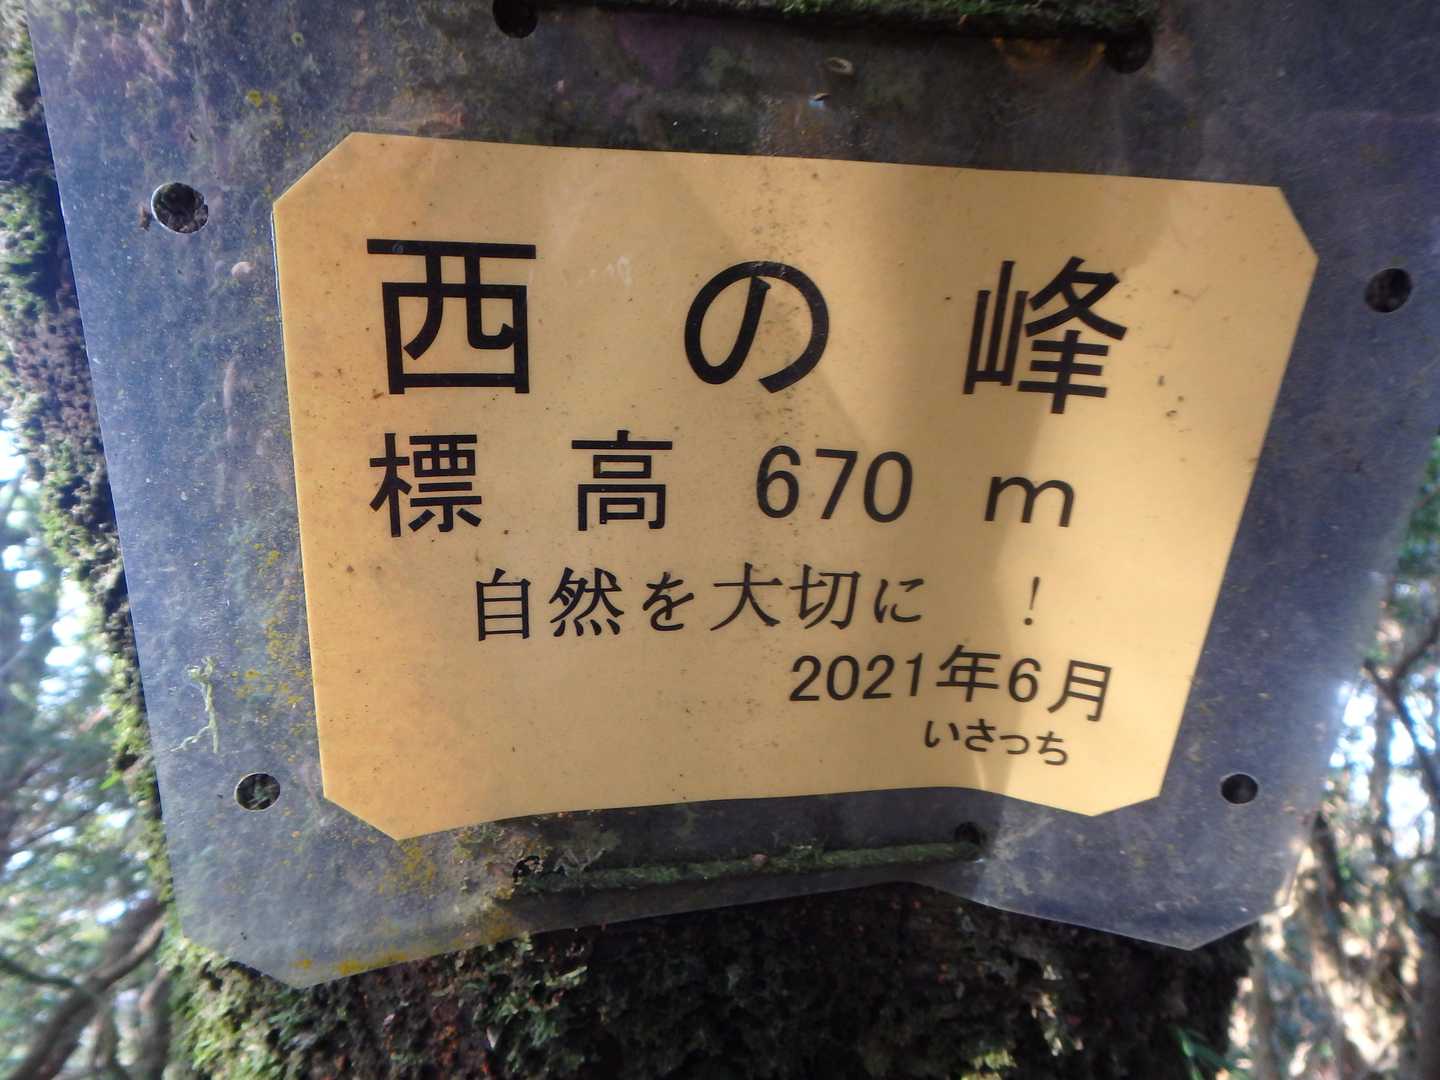 西の峰
標高 670 m
自然を大切に !
2021年6月
いさっち